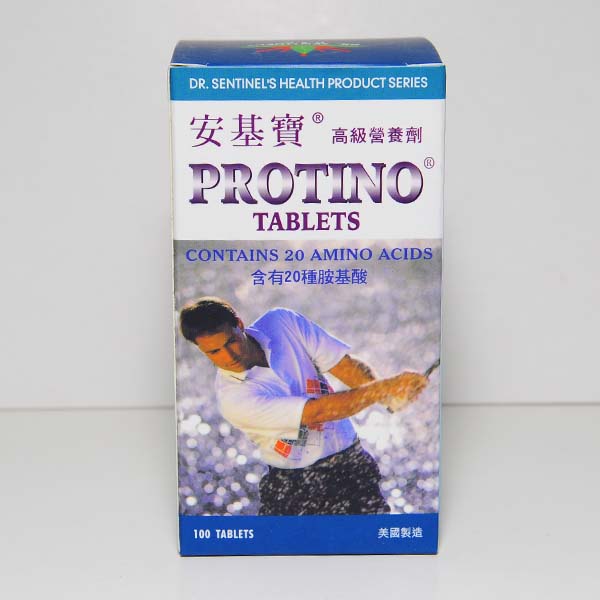 DR. SENTINEL'S HEALTH PRODUCT SERIES
安基寶® 高級營養劑
PROTINO®
TABLETS
CONTAINS 20 AMINO ACIDS
含有20種胺基酸
100 TABLETS 美國製造